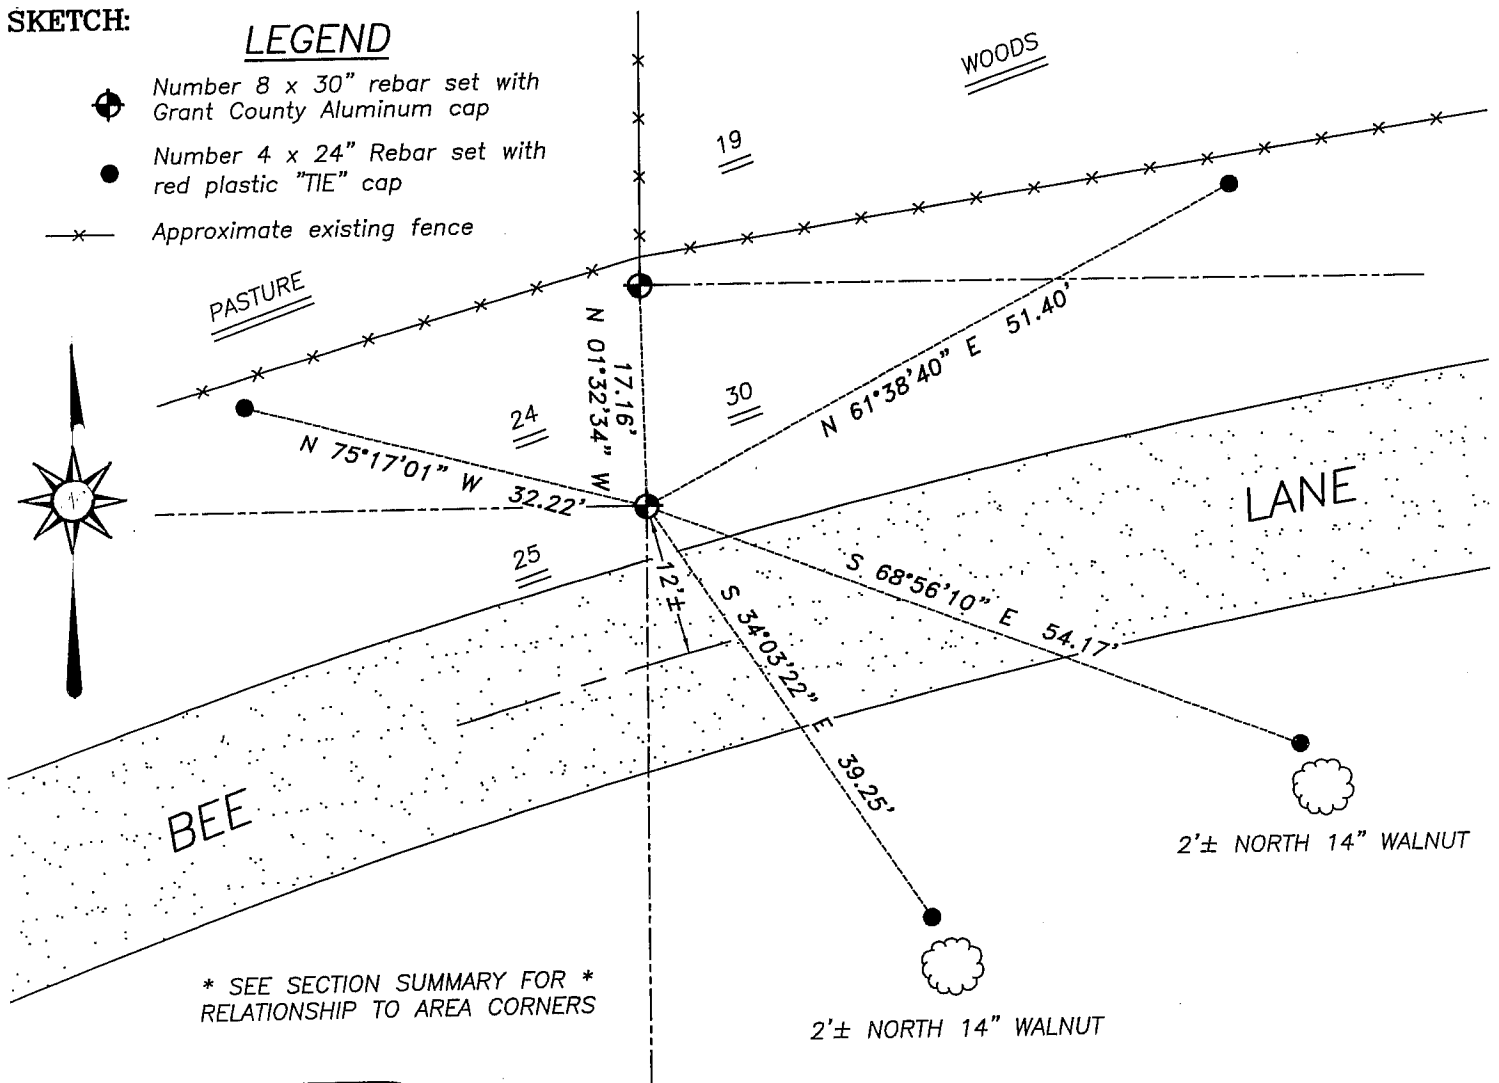 SKETCH:
LEGEND
Number 8 x 30" rebar set with
Grant County Aluminum cap
Number 4 x 24" Rebar set with
red plastic "TIE" cap
Approximate existing fence
WOODS
19
PASTURE
N 01°32'34" W
17.16'
N 61°38'40" E 51.40'
30
24
N 75°17'01" W 32.22'
25
LANE
12'±
S 68°56'10" E 54.17'
S 34°03'22" E 39.25'
BEE
2'± NORTH 14" WALNUT
* SEE SECTION SUMMARY FOR *
RELATIONSHIP TO AREA CORNERS
2'± NORTH 14" WALNUT